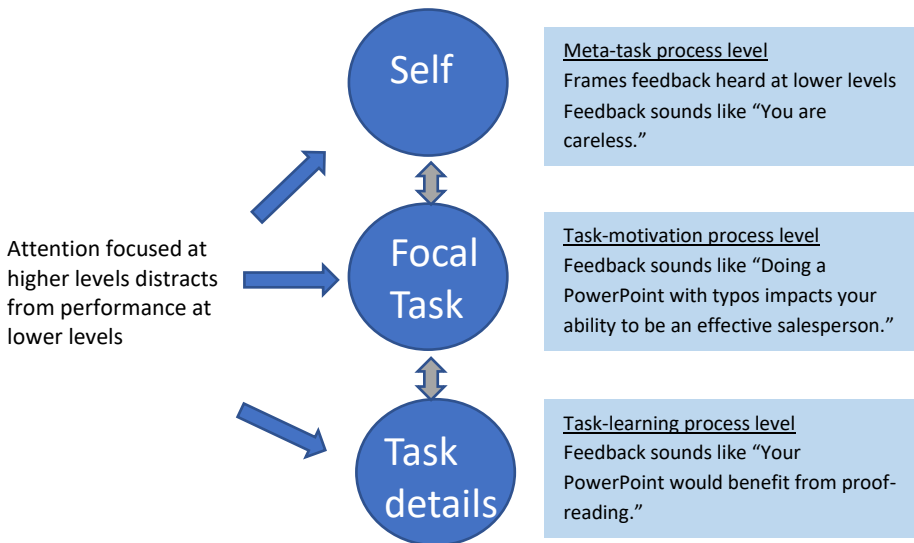 Self
Meta-task process level
Frames feedback heard at lower levels
Feedback sounds like “You are
careless.”
Attention focused at
higher levels distracts
from performance at
lower levels
Focal
Task
Task-motivation process level
Feedback sounds like “Doing a
PowerPoint with typos impacts your
ability to be an effective salesperson.”
Task
details
Task-learning process level
Feedback sounds like “Your
PowerPoint would benefit from proof-
reading.”